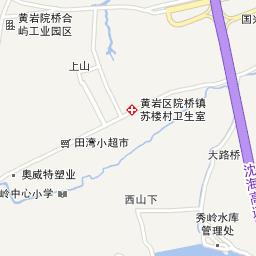 黄岩院桥合
屿工业园区
国
上山
黄岩区院桥镇
苏楼村卫生室
田湾小超市
大路桥
奥威特塑业
岭中心小学
沈海高速
西山下
秀岭水库
管理处